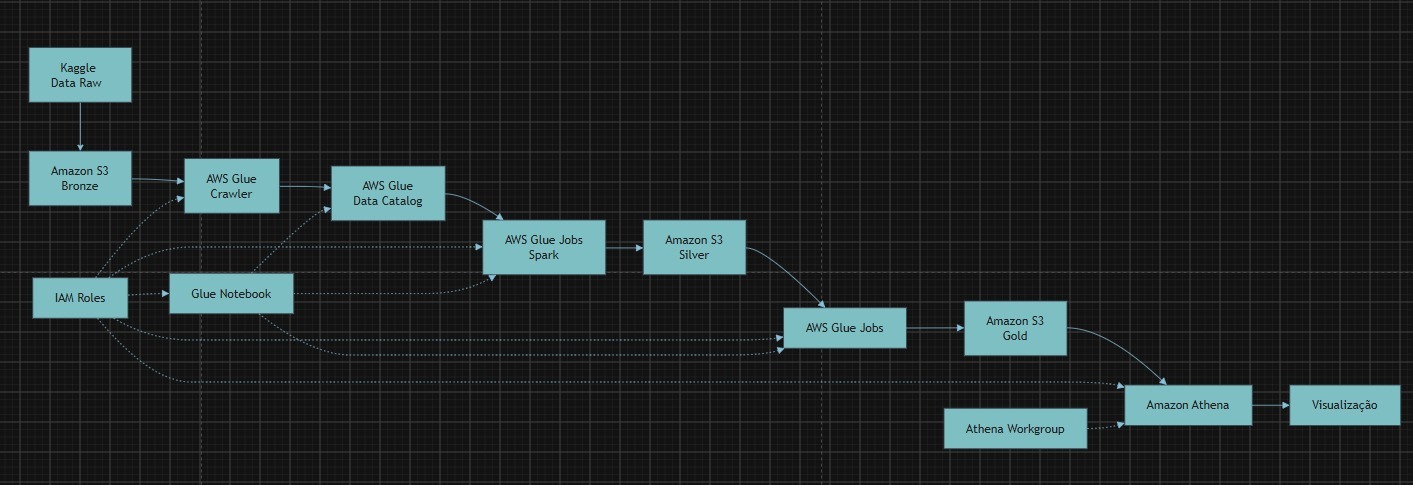 Kaggle
Data Raw
Amazon S3
Bronze
AWS Glue
Crawler
AWS Glue
Data Catalog
AWS Glue Jobs
Spark
Amazon S3
Silver
IAM Roles
Glue Notebook
AWS Glue Jobs
Amazon S3
Gold
Amazon Athena
Visualização
Athena Workgroup